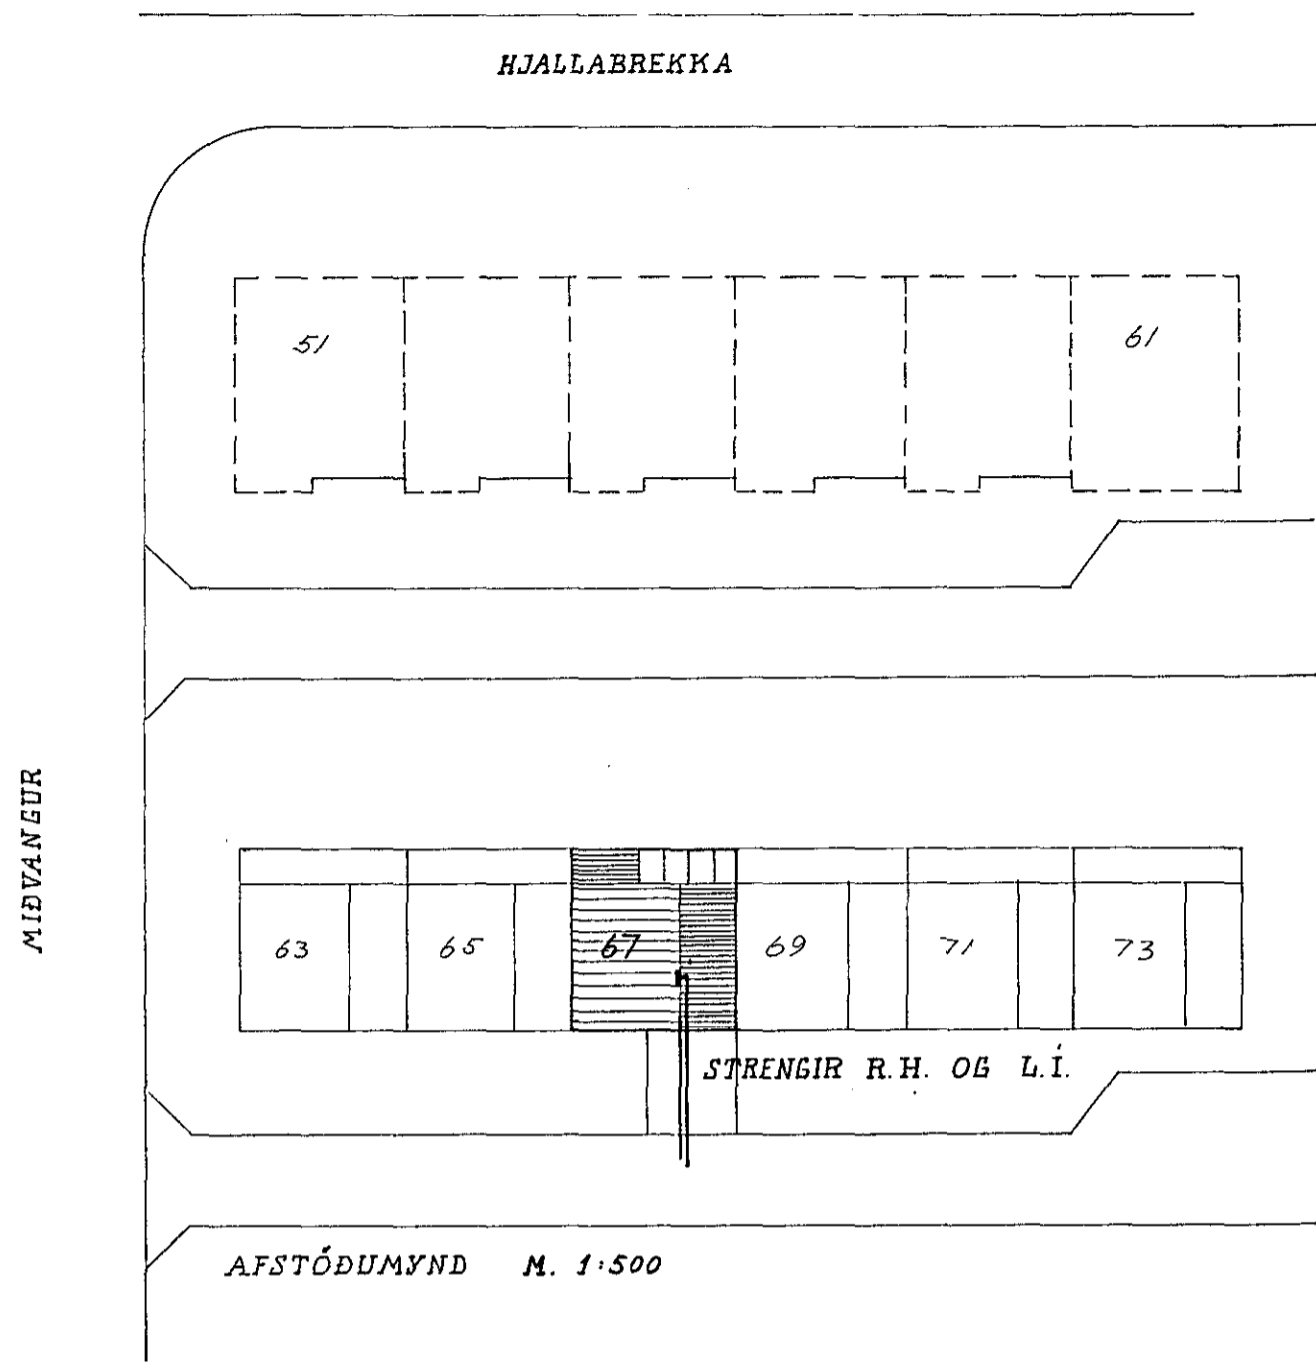 HJALLABREKKA
51
61
MIÐVANGUR
63
65
67
69
71
73
STRENGIR R.H. OG L.Í.
AFSTÖÐUMYND M. 1:500